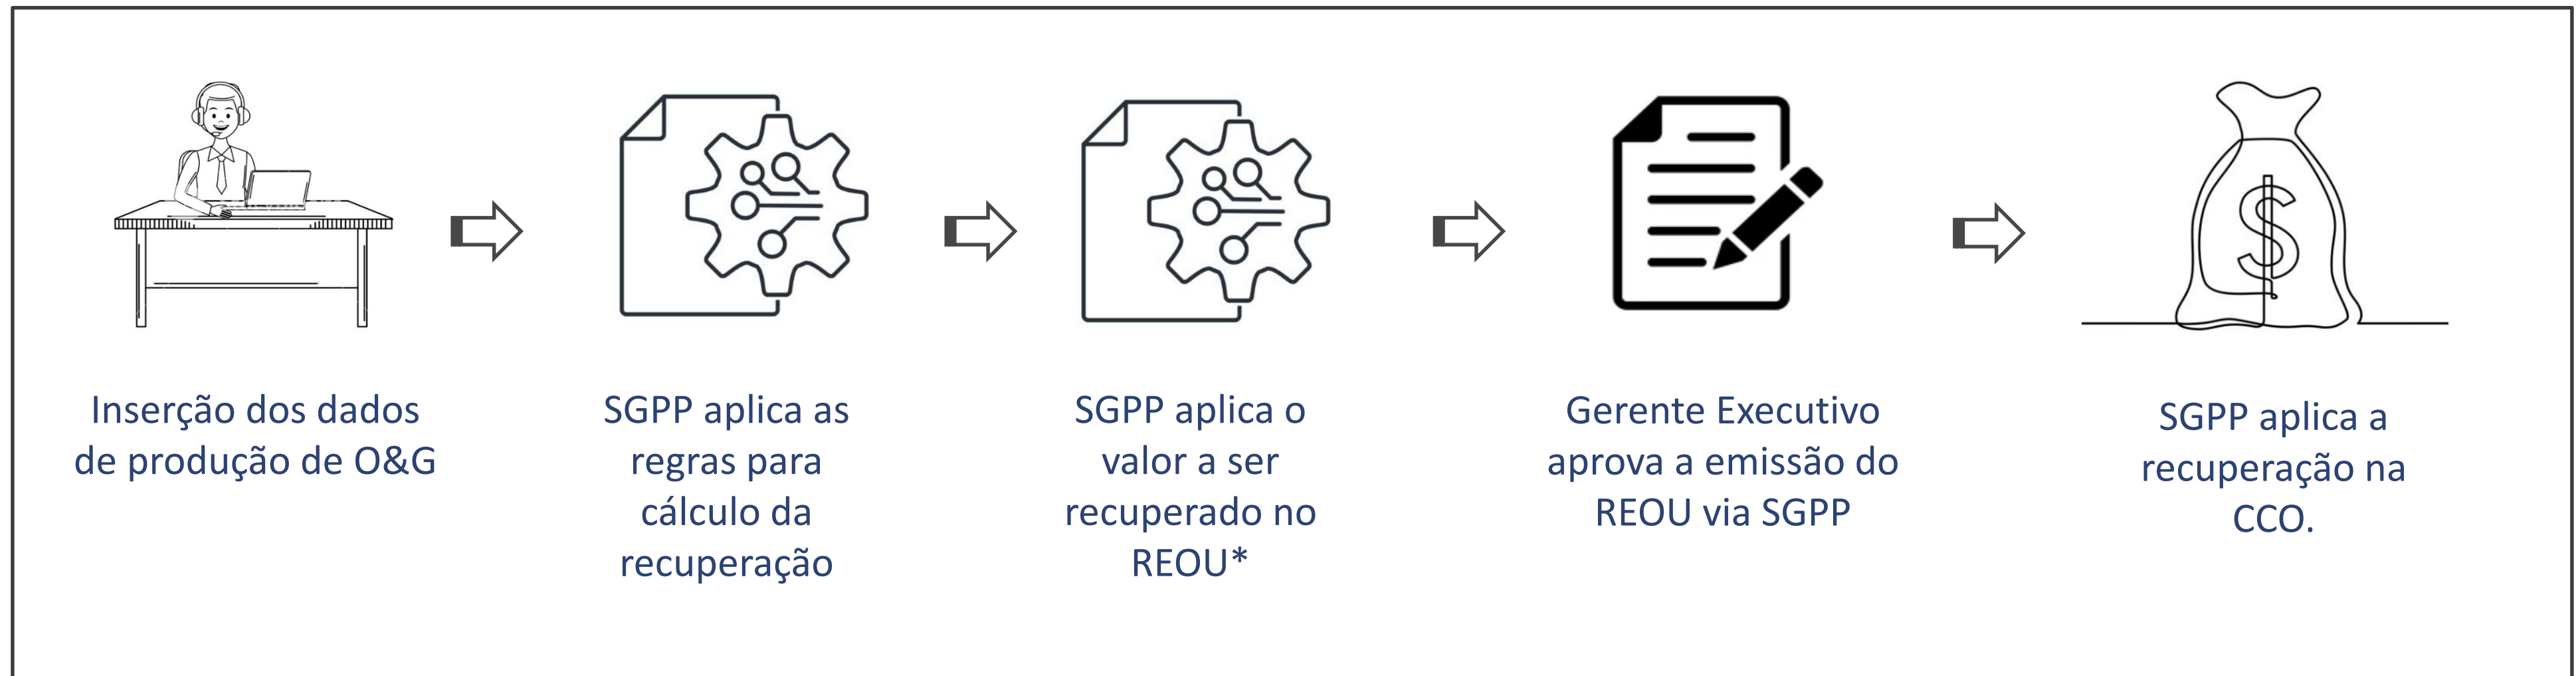 Inserção dos dados
de produção de O&G
SGPP aplica as
regras para
cálculo da
recuperação
SGPP aplica o
valor a ser
recuperado no
REOU*
Gerente Executivo
aprova a emissão do
REOU via SGPP
SGPP aplica a
recuperação na
CCO.